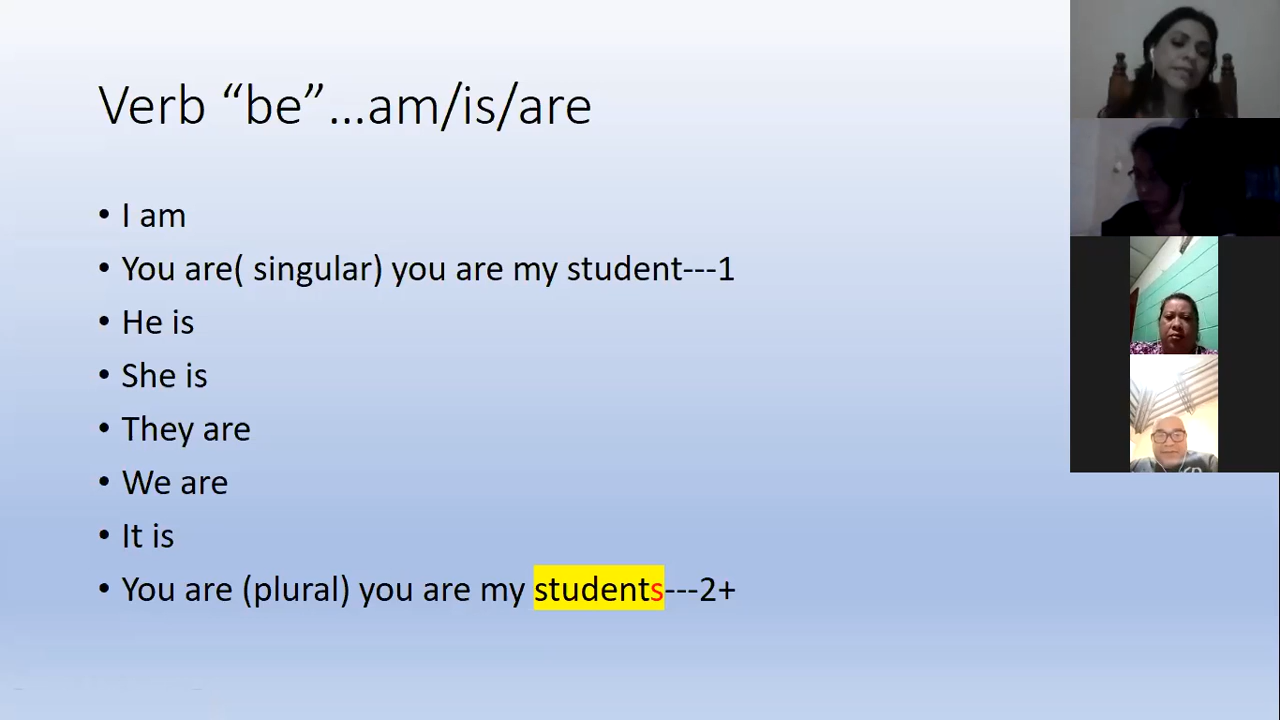 Verb “be”…am/is/are
• I am
• You are( singular) you are my student---1
• He is
• She is
• They are
• We are
• It is
• You are (plural) you are my students---2+